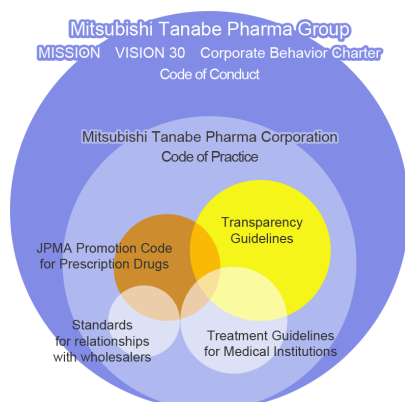 Mitsubishi Tanabe Pharma Group
MISSION VISION 30 Corporate Behavior Charter
Code of Conduct
Mitsubishi Tanabe Pharma Corporation
Code of Practice
Transparency
Guidelines
JPMA Promotion Code
for Prescription Drugs
Standards
for relationships
with wholesalers
Treatment Guidelines
for Medical Institutions